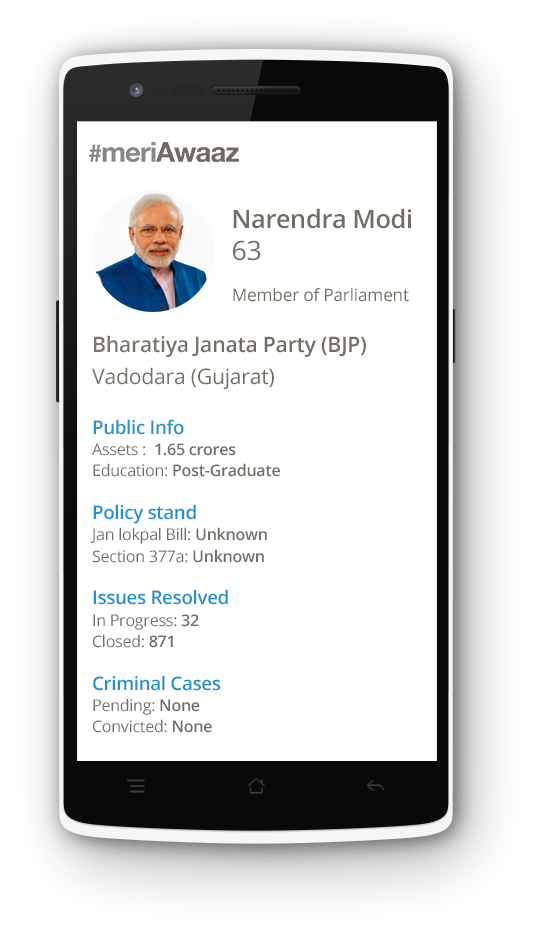 #meriAwaaz
Narendra Modi
63
Member of Parliament
Bharatiya Janata Party (BJP)
Vadodara (Gujarat)
Public Info
Assets : 1.65 crores
Education: Post-Graduate
Policy stand
Jan lokpal Bill: Unknown
Section 377a: Unknown
Issues Resolved
In Progress: 32
Closed: 871
Criminal Cases
Pending: None
Convicted: None